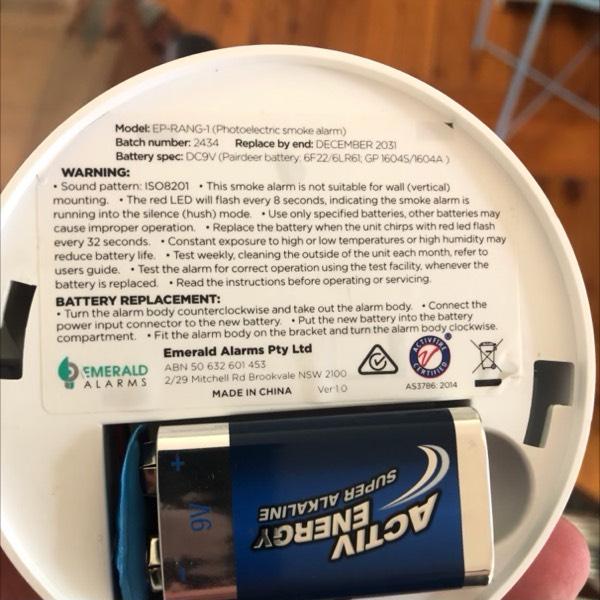 Model: EP-RANG-1 (Photoelectric smoke alarm)
Batch number: 2434 Replace by end: DECEMBER 2031
Battery spec: DC9V (Pairdeer battery: 6F22/6LR61; GP 1604S/1604A )
WARNING:
• Sound pattern: ISO8201 • This smoke alarm is not suitable for wall (vertical)
mounting. • The red LED will flash every 8 seconds, indicating the smoke alarm is
running into the silence (hush) mode. • Use only specified batteries, other batteries may
cause improper operation. • Replace the battery when the unit chirps with red led flash
every 32 seconds. • Constant exposure to high or low temperatures or high humidity may
reduce battery life. • Test weekly, cleaning the outside of the unit each month, refer to
users guide. • Test the alarm for correct operation using the test facility, whenever the
battery is replaced. • Read the instructions before operating or servicing.
BATTERY REPLACEMENT:
• Turn the alarm body counterclockwise and take out the alarm body. • Connect the
power input connector to the new battery. • Put the new battery into the battery
compartment. • Fit the alarm body on the bracket and turn the alarm body clockwise.
EMERALD
ALARMS
Emerald Alarms Pty Ltd
ABN 50 632 601 453
2/29 Mitchell Rd Brookvale NSW 2100
MADE IN CHINA Ver1.0
ACTIVFIRE
CERTIFIED
AS3786: 2014
+
9V
-
ACTIV
ENERGY
SUPER ALKALINE